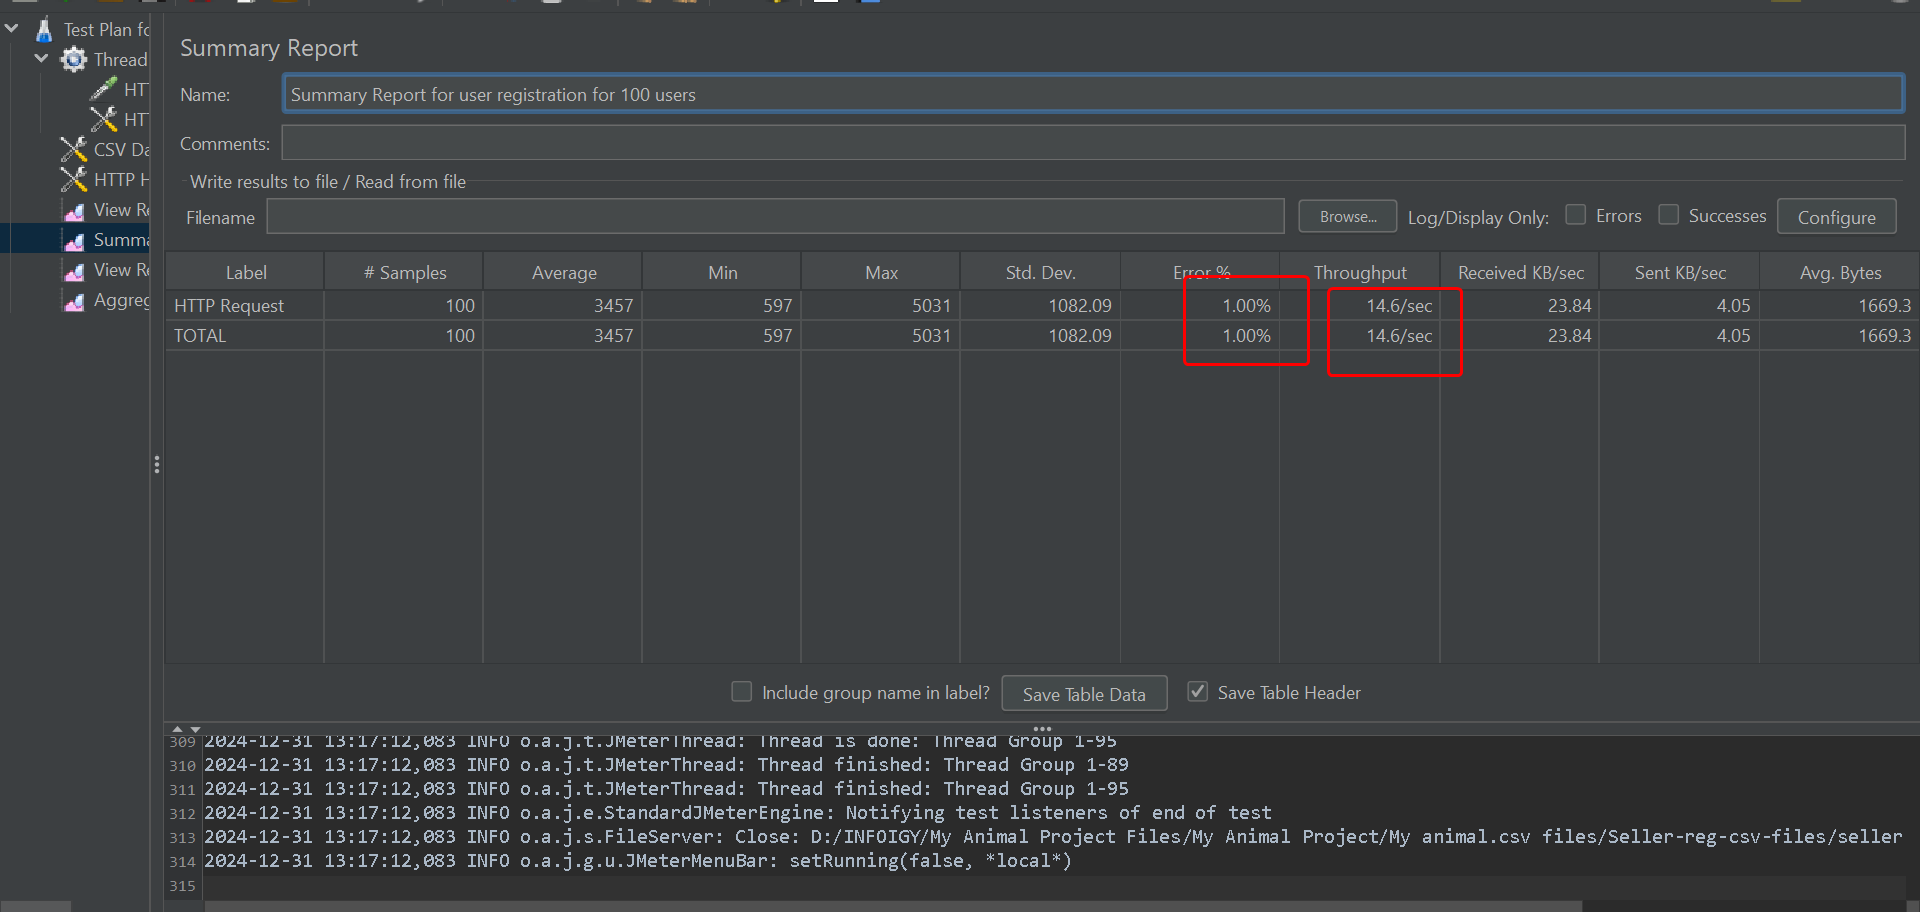 Test Plan fo
Thread
HTT
HTT
CSV Da
HTTP H
View Re
Summa
View Re
Aggreg
Summary Report
Name: Summary Report for user registration for 100 users
Comments:
Write results to file / Read from file
Filename Browse... Log/Display Only: Errors Successes Configure
Label # Samples Average Min Max Std. Dev. Error % Throughput Received KB/sec Sent KB/sec Avg. Bytes
HTTP Request 100 3457 597 5031 1082.09 1.00% 14.6/sec 23.84 4.05 1669.3
TOTAL 100 3457 597 5031 1082.09 1.00% 14.6/sec 23.84 4.05 1669.3
Include group name in label? Save Table Data Save Table Header
309 2024-12-31 13:17:12,083 INFO o.a.j.t.JMeterThread: Thread is done: Thread Group 1-95
310 2024-12-31 13:17:12,083 INFO o.a.j.t.JMeterThread: Thread finished: Thread Group 1-89
311 2024-12-31 13:17:12,083 INFO o.a.j.t.JMeterThread: Thread finished: Thread Group 1-95
312 2024-12-31 13:17:12,083 INFO o.a.j.e.StandardJMeterEngine: Notifying test listeners of end of test
313 2024-12-31 13:17:12,083 INFO o.a.j.s.FileServer: Close: D:/INFOIGY/My Animal Project Files/My Animal Project/My animal.csv files/Seller-reg-csv-files/seller
314 2024-12-31 13:17:12,083 INFO o.a.j.g.u.JMeterMenuBar: setRunning(false, *local*)
315